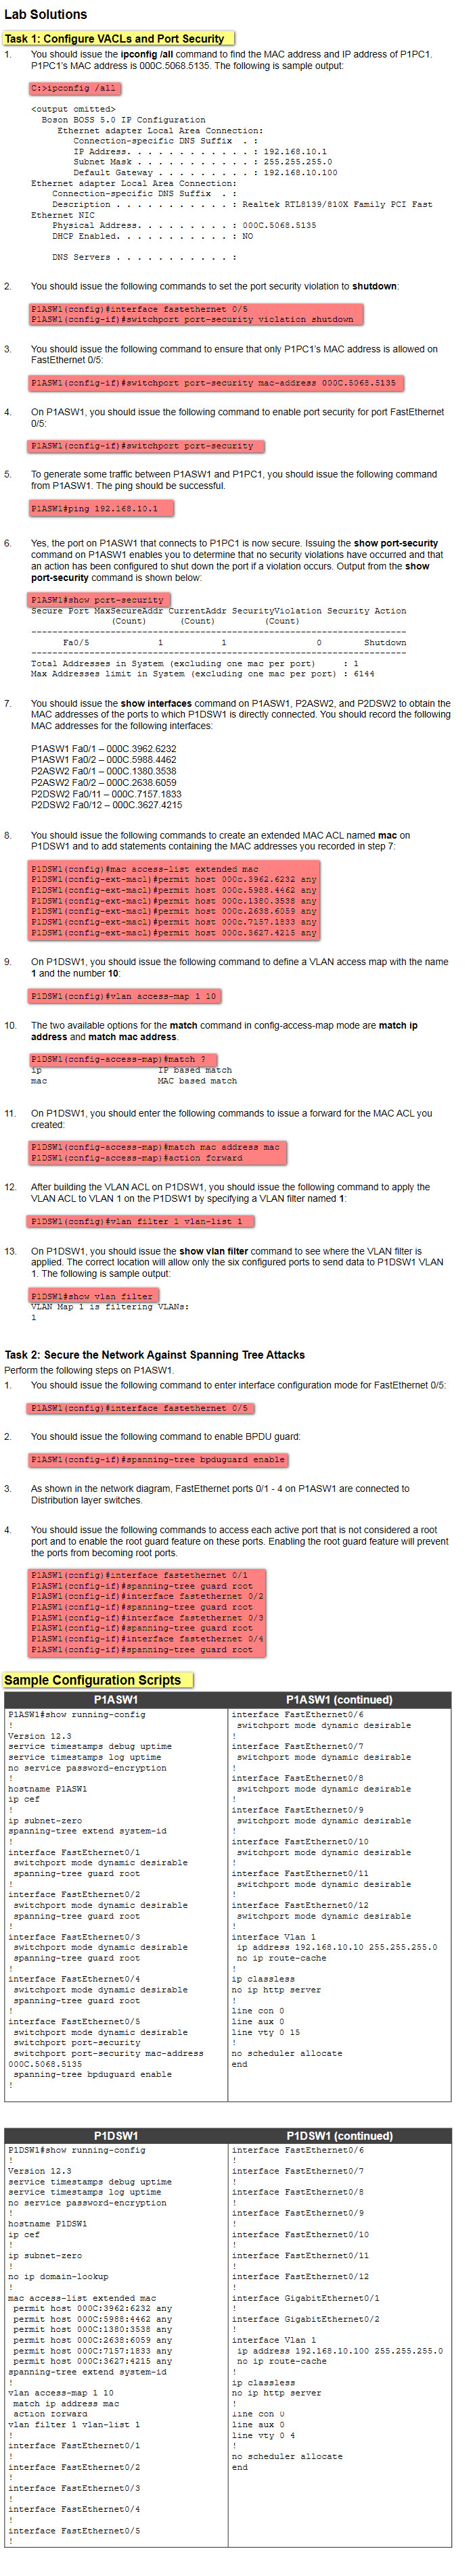 Lab Solutions
Task 1: Configure VACLs and Port Security
1. You should issue the ipconfig /all command to find the MAC address and IP address of P1PC1.
P1PC1's MAC address is 000C.5068.5135. The following is sample output:
C:>ipconfig /all
<output omitted>
Boson BOSS 5.0 IP Configuration
Ethernet adapter Local Area Connection:
Connection-specific DNS Suffix . :
IP Address. . . . . . . . . . . . : 192.168.10.1
Subnet Mask . . . . . . . . . . . : 255.255.255.0
Default Gateway . . . . . . . . . : 192.168.10.100
Ethernet adapter Local Area Connection:
Connection-specific DNS Suffix . :
Description . . . . . . . . . . . : Realtek RTL8139/810X Family PCI Fast
Ethernet NIC
Physical Address. . . . . . . . . : 000C.5068.5135
DHCP Enabled. . . . . . . . . . . : NO
DNS Servers . . . . . . . . . . . :
2. You should issue the following commands to set the port security violation to shutdown:
P1ASW1(config)#interface fastethernet 0/5
P1ASW1(config-if)#switchport port-security violation shutdown
3. You should issue the following command to ensure that only P1PC1's MAC address is allowed on
FastEthernet 0/5:
P1ASW1(config-if)#switchport port-security mac-address 000C.5068.5135
4. On P1ASW1, you should issue the following command to enable port security for port FastEthernet
0/5:
P1ASW1(config-if)#switchport port-security
5. To generate some traffic between P1ASW1 and P1PC1, you should issue the following command
from P1ASW1. The ping should be successful.
P1ASW1#ping 192.168.10.1
6. Yes, the port on P1ASW1 that connects to P1PC1 is now secure. Issuing the show port-security
command on P1ASW1 enables you to determine that no security violations have occurred and that
an action has been configured to shut down the port if a violation occurs. Output from the show
port-security command is shown below:
P1ASW1#show port-security
Secure Port MaxSecureAddr CurrentAddr SecurityViolation Security Action
(Count) (Count) (Count)
---------------------------------------------------------------------------
Fa0/5 1 1 0 Shutdown
---------------------------------------------------------------------------
Total Addresses in System (excluding one mac per port) : 1
Max Addresses limit in System (excluding one mac per port) : 6144
7. You should issue the show interfaces command on P1ASW1, P2ASW2, and P2DSW2 to obtain the
MAC addresses of the ports to which P1DSW1 is directly connected. You should record the following
MAC addresses for the following interfaces:
P1ASW1 Fa0/1 – 000C.3962.6232
P1ASW1 Fa0/2 – 000C.5988.4462
P2ASW2 Fa0/1 – 000C.1380.3538
P2ASW2 Fa0/2 – 000C.2638.6059
P2DSW2 Fa0/11 – 000C.7157.1833
P2DSW2 Fa0/12 – 000C.3627.4215
8. You should issue the following commands to create an extended MAC ACL named mac on
P1DSW1 and to add statements containing the MAC addresses you recorded in step 7:
P1DSW1(config)#mac access-list extended mac
P1DSW1(config-ext-macl)#permit host 000c.3962.6232 any
P1DSW1(config-ext-macl)#permit host 000c.5988.4462 any
P1DSW1(config-ext-macl)#permit host 000c.1380.3538 any
P1DSW1(config-ext-macl)#permit host 000c.2638.6059 any
P1DSW1(config-ext-macl)#permit host 000c.7157.1833 any
P1DSW1(config-ext-macl)#permit host 000c.3627.4215 any
9. On P1DSW1, you should issue the following command to define a VLAN access map with the name
1 and the number 10:
P1DSW1(config)#vlan access-map 1 10
10. The two available options for the match command in config-access-map mode are match ip
address and match mac address.
P1DSW1(config-access-map)#match ?
ip IP based match
mac MAC based match
11. On P1DSW1, you should enter the following commands to issue a forward for the MAC ACL you
created:
P1DSW1(config-access-map)#match mac address mac
P1DSW1(config-access-map)#action forward
12. After building the VLAN ACL on P1DSW1, you should issue the following command to apply the
VLAN ACL to VLAN 1 on the P1DSW1 by specifying a VLAN filter named 1:
P1DSW1(config)#vlan filter 1 vlan-list 1
13. On P1DSW1, you should issue the show vlan filter command to see where the VLAN filter is
applied. The correct location will allow only the six configured ports to send data to P1DSW1 VLAN
1. The following is sample output:
P1DSW1#show vlan filter
VLAN Map 1 is filtering VLANs:
1
Task 2: Secure the Network Against Spanning Tree Attacks
Perform the following steps on P1ASW1.
1. You should issue the following command to enter interface configuration mode for FastEthernet 0/5:
P1ASW1(config)#interface fastethernet 0/5
2. You should issue the following command to enable BPDU guard:
P1ASW1(config-if)#spanning-tree bpduguard enable
3. As shown in the network diagram, FastEthernet ports 0/1 - 4 on P1ASW1 are connected to
Distribution layer switches.
4. You should issue the following commands to access each active port that is not considered a root
port and to enable the root guard feature on these ports. Enabling the root guard feature will prevent
the ports from becoming root ports.
P1ASW1(config)#interface fastethernet 0/1
P1ASW1(config-if)#spanning-tree guard root
P1ASW1(config-if)#interface fastethernet 0/2
P1ASW1(config-if)#spanning-tree guard root
P1ASW1(config-if)#interface fastethernet 0/3
P1ASW1(config-if)#spanning-tree guard root
P1ASW1(config-if)#interface fastethernet 0/4
P1ASW1(config-if)#spanning-tree guard root
Sample Configuration Scripts
P1ASW1
P1ASW1#show running-config
!
Version 12.3
service timestamps debug uptime
service timestamps log uptime
no service password-encryption
!
hostname P1ASW1
ip cef
!
ip subnet-zero
spanning-tree extend system-id
!
interface FastEthernet0/1
switchport mode dynamic desirable
spanning-tree guard root
!
interface FastEthernet0/2
switchport mode dynamic desirable
spanning-tree guard root
!
interface FastEthernet0/3
switchport mode dynamic desirable
spanning-tree guard root
!
interface FastEthernet0/4
switchport mode dynamic desirable
spanning-tree guard root
!
interface FastEthernet0/5
switchport mode dynamic desirable
switchport port-security
switchport port-security mac-address
000C.5068.5135
spanning-tree bpduguard enable
!
P1ASW1 (continued)
interface FastEthernet0/6
switchport mode dynamic desirable
!
interface FastEthernet0/7
switchport mode dynamic desirable
!
interface FastEthernet0/8
switchport mode dynamic desirable
!
interface FastEthernet0/9
switchport mode dynamic desirable
!
interface FastEthernet0/10
switchport mode dynamic desirable
!
interface FastEthernet0/11
switchport mode dynamic desirable
!
interface FastEthernet0/12
switchport mode dynamic desirable
!
interface Vlan 1
ip address 192.168.10.10 255.255.255.0
no ip route-cache
!
ip classless
no ip http server
!
line con 0
line aux 0
line vty 0 15
!
no scheduler allocate
end
P1DSW1
P1DSW1#show running-config
!
Version 12.3
service timestamps debug uptime
service timestamps log uptime
no service password-encryption
!
hostname P1DSW1
ip cef
!
ip subnet-zero
!
no ip domain-lookup
!
mac access-list extended mac
permit host 000C:3962:6232 any
permit host 000C:5988:4462 any
permit host 000C:1380:3538 any
permit host 000C:2638:6059 any
permit host 000C:7157:1833 any
permit host 000C:3627:4215 any
spanning-tree extend system-id
!
vlan access-map 1 10
match ip address mac
action forward
vlan filter 1 vlan-list 1
!
interface FastEthernet0/1
!
interface FastEthernet0/2
!
interface FastEthernet0/3
!
interface FastEthernet0/4
!
interface FastEthernet0/5
!
P1DSW1 (continued)
interface FastEthernet0/6
!
interface FastEthernet0/7
!
interface FastEthernet0/8
!
interface FastEthernet0/9
!
interface FastEthernet0/10
!
interface FastEthernet0/11
!
interface FastEthernet0/12
!
interface GigabitEthernet0/1
!
interface GigabitEthernet0/2
!
interface Vlan 1
ip address 192.168.10.100 255.255.255.0
no ip route-cache
!
ip classless
no ip http server
!
line con 0
line aux 0
line vty 0 4
!
no scheduler allocate
end